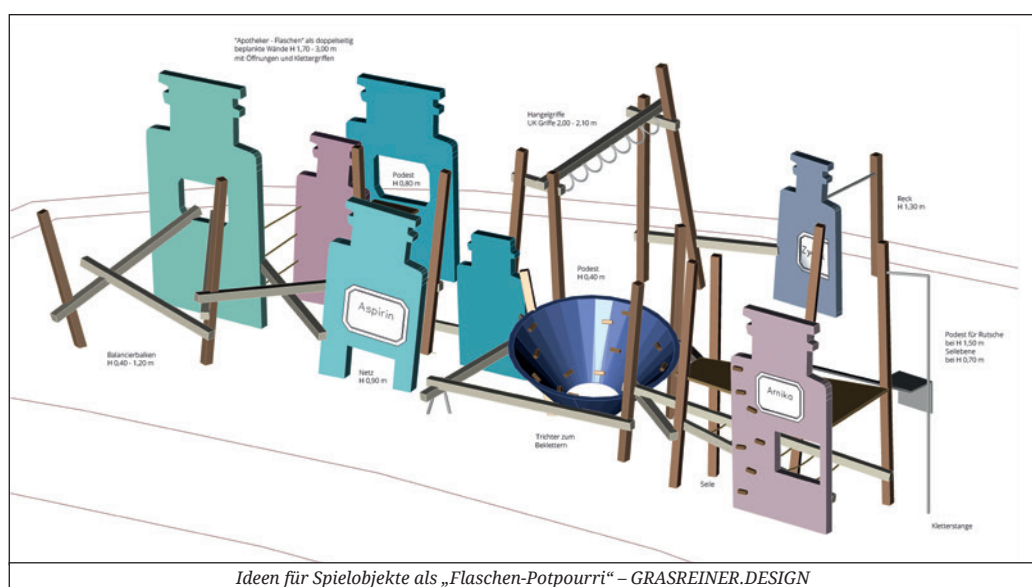 "Apotheker - Flaschen" als doppelseitig
beplankte Wände H 1,70 - 3,00 m
mit Öffnungen und Klettergriffen
Hangelgriffe
UK Griffe 2,00 - 2,10 m
Podest
H 0,80 m
Reck
H 1,30 m
Podest
H 0,40 m
Aspirin
Balancierbalken
H 0,40 - 1,20 m
Netz
H 0,90 m
Podest für Rutsche
bei H 1,50 m
Seilebene
bei H 0,70 m
Arnika
Trichter zum
Beklettern
Seile
Kletterstange
Ideen für Spielobjekte als „Flaschen-Potpourri“ – GRASREINER.DESIGN